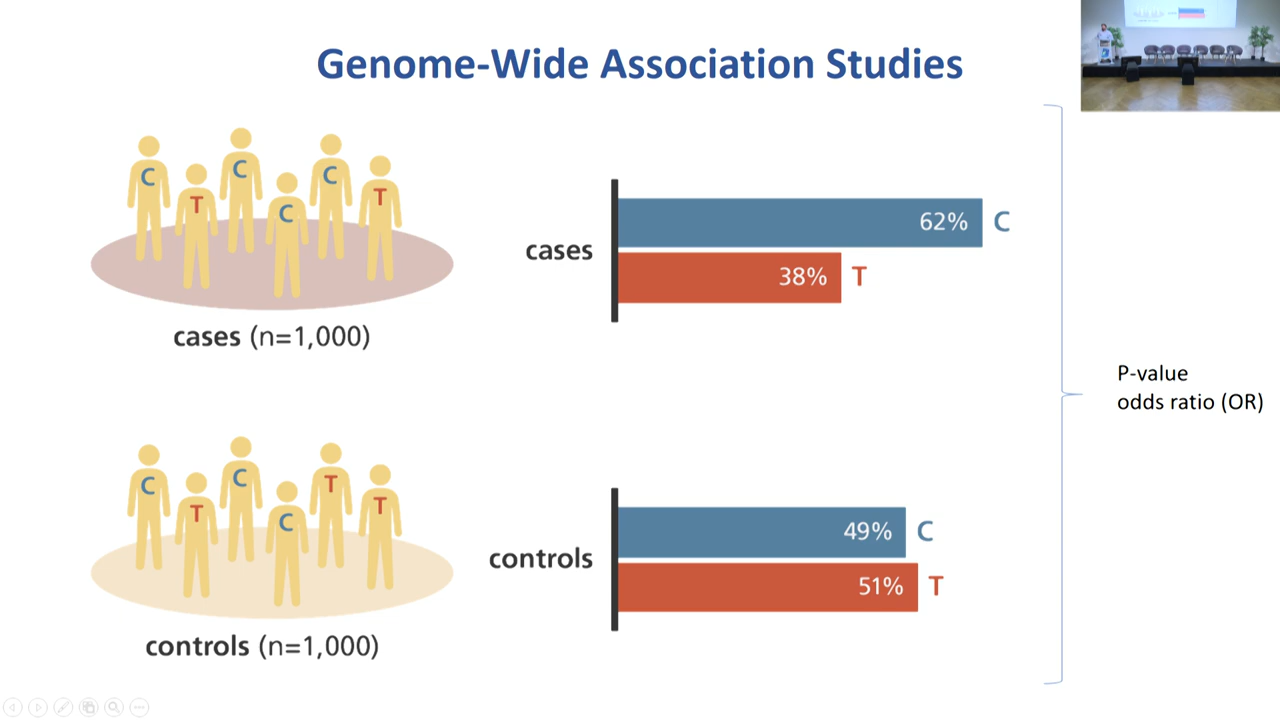 Genome-Wide Association Studies
C
T
C
C
C
T
cases (n=1,000)
cases
62% C
38% T
P-value
odds ratio (OR)
C
T
C
C
T
T
controls (n=1,000)
controls
49% C
51% T